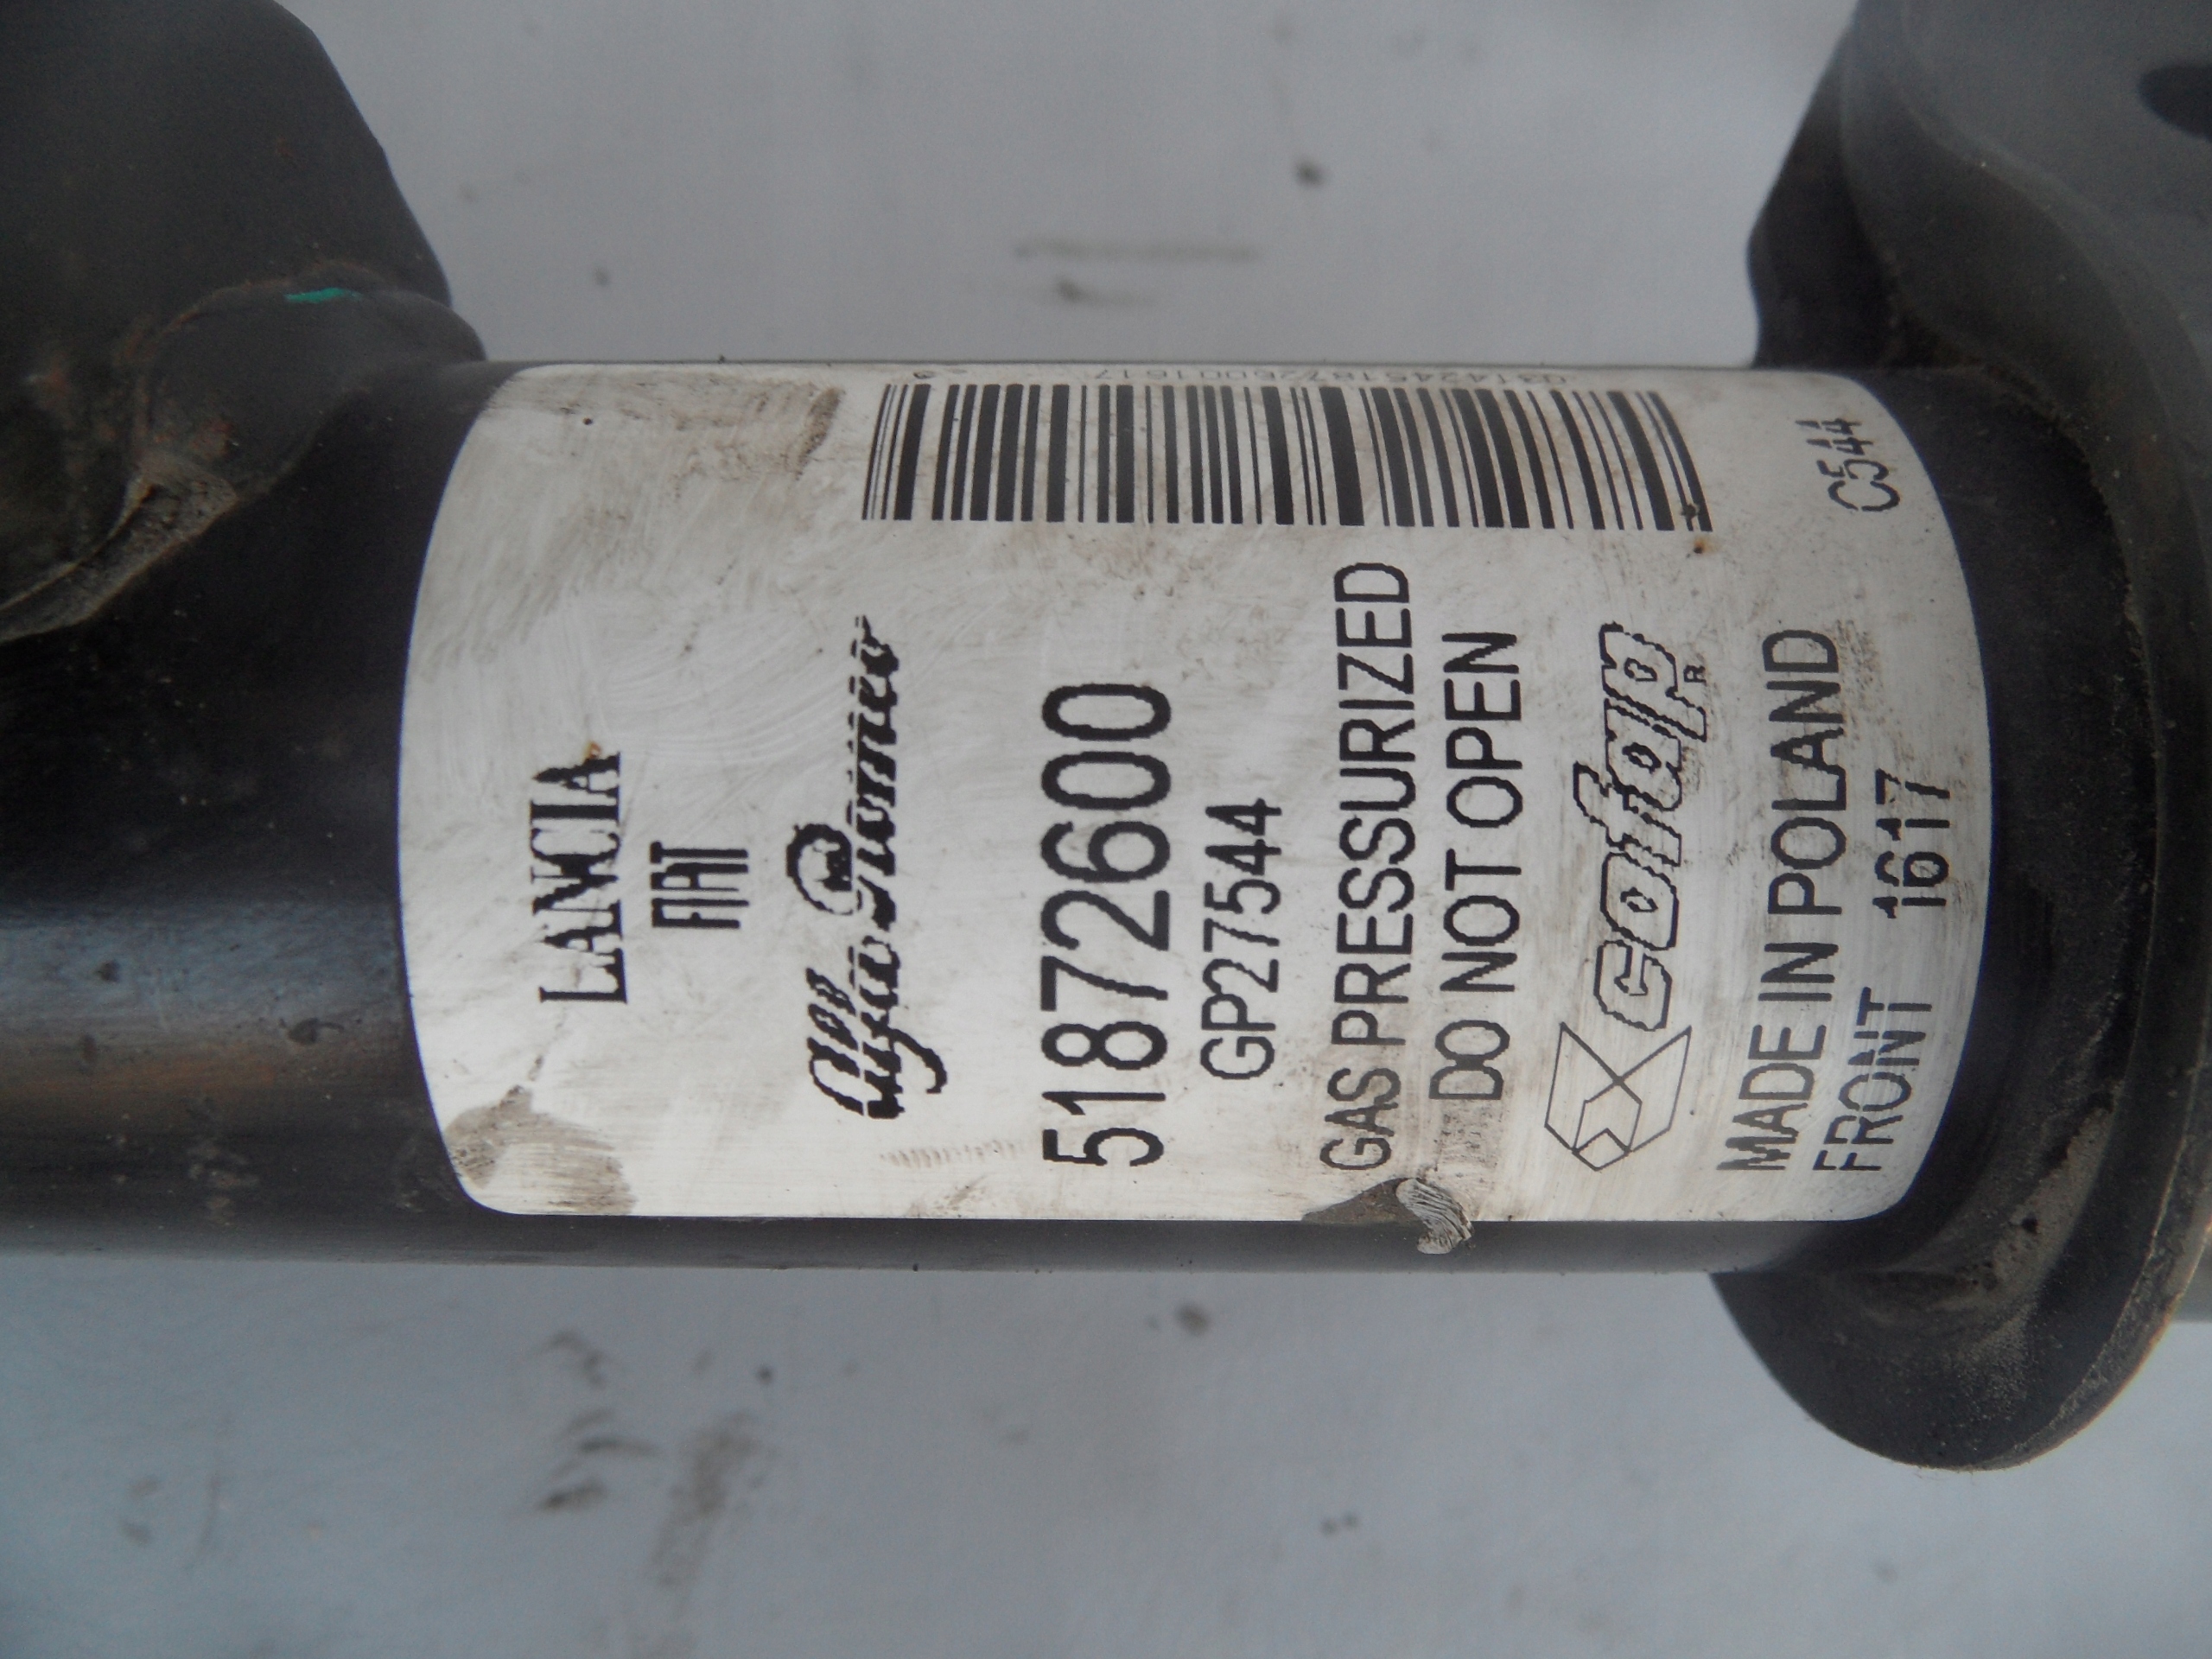 LANCIA
FIAT
Alfa Romeo
51872600
GP27544
GAS PRESSURIZED
DO NOT OPEN
cofap R
MADE IN POLAND
FRONT 1617
C544